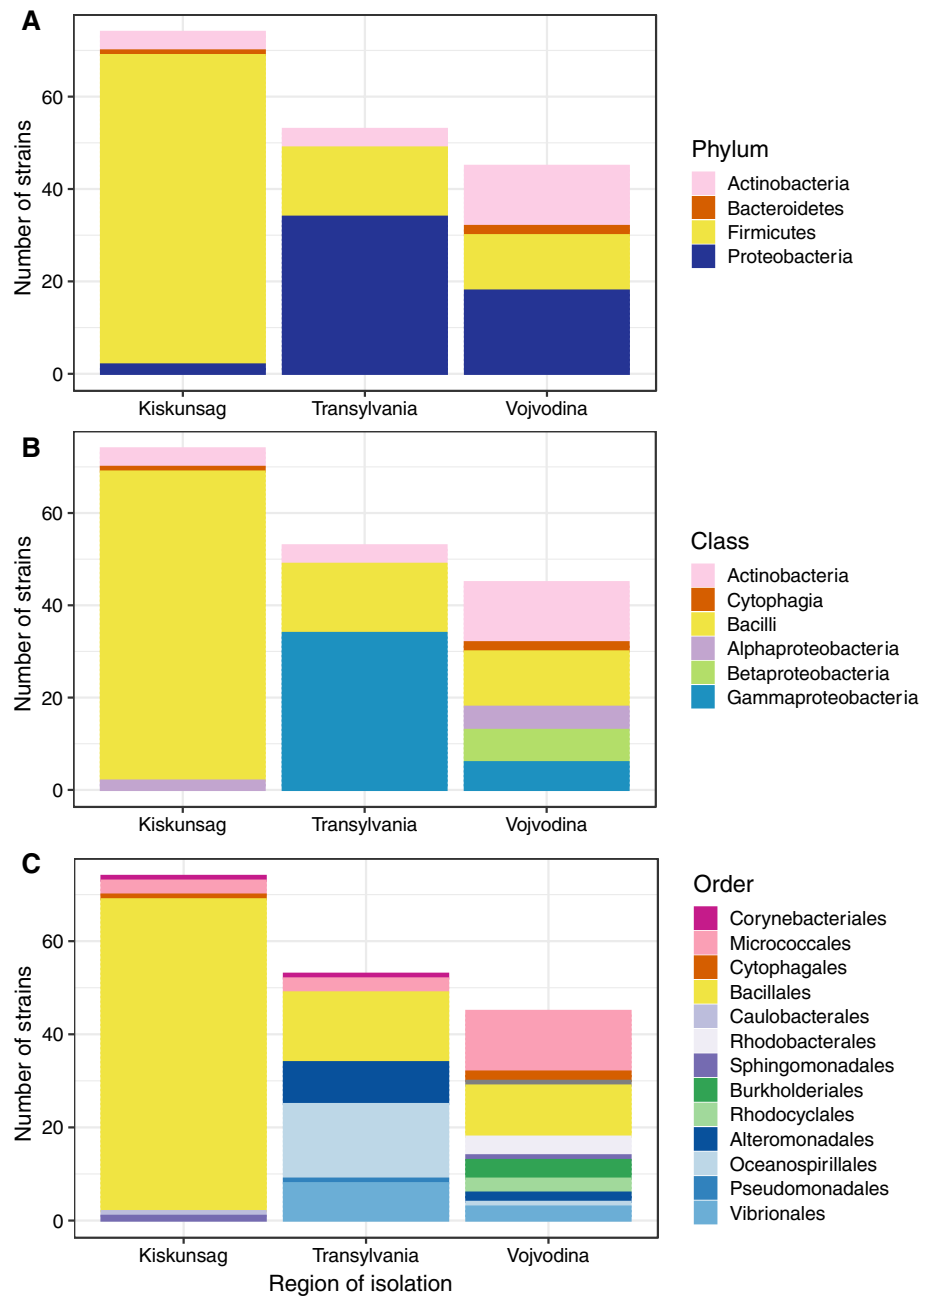 A
Number of strains
60
40
20
0
Kiskunsag Transylvania Vojvodina
Phylum
Actinobacteria
Bacteroidetes
Firmicutes
Proteobacteria
B
Number of strains
60
40
20
0
Kiskunsag Transylvania Vojvodina
Class
Actinobacteria
Cytophagia
Bacilli
Alphaproteobacteria
Betaproteobacteria
Gammaproteobacteria
C
Number of strains
60
40
20
0
Kiskunsag Transylvania Vojvodina
Region of isolation
Order
Corynebacteriales
Micrococcales
Cytophagales
Bacillales
Caulobacterales
Rhodobacterales
Sphingomonadales
Burkholderiales
Rhodocyclales
Alteromonadales
Oceanospirillales
Pseudomonadales
Vibrionales